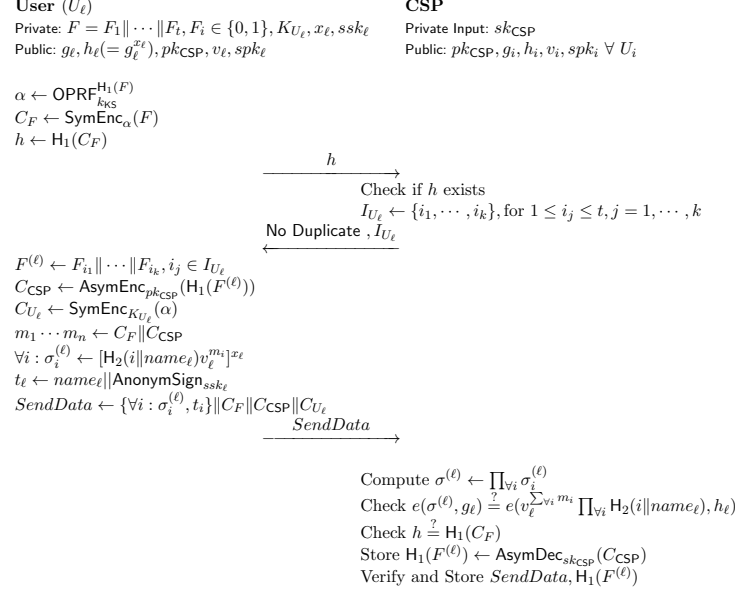 User (U_ℓ) CSP
Private: F = F_1‖···‖F_t, F_i ∈ {0, 1}, K_{U_ℓ}, x_ℓ, ssk_ℓ Private Input: sk_CSP
Public: g_ℓ, h_ℓ(= g_ℓ^{x_ℓ}), pk_CSP, v_ℓ, spk_ℓ Public: pk_CSP, g_i, h_i, v_i, spk_i ∀ U_i
α ← OPRF_{k_KS}^{H_1(F)}
C_F ← SymEnc_α(F)
h ← H_1(C_F)
h
Check if h exists
I_{U_ℓ} ← {i_1, ··· , i_k}, for 1 ≤ i_j ≤ t, j = 1, ··· , k
No Duplicate , I_{U_ℓ}
F^{(ℓ)} ← F_{i_1}‖···‖F_{i_k}, i_j ∈ I_{U_ℓ}
C_CSP ← AsymEnc_{pk_CSP}(H_1(F^{(ℓ)}))
C_{U_ℓ} ← SymEnc_{K_{U_ℓ}}(α)
m_1 ··· m_n ← C_F‖C_CSP
∀i : σ_i^{(ℓ)} ← [H_2(i‖name_ℓ)v_ℓ^{m_i}]^{x_ℓ}
t_ℓ ← name_ℓ||AnonymSign_{ssk_ℓ}
SendData ← {∀i : σ_i^{(ℓ)}, t_i}‖C_F‖C_CSP‖C_{U_ℓ}
SendData
Compute σ^{(ℓ)} ← ∏_{∀i} σ_i^{(ℓ)}
Check e(σ^{(ℓ)}, g_ℓ) ≟ e(v_ℓ^{∑_{∀i} m_i} ∏_{∀i} H_2(i‖name_ℓ), h_ℓ)
Check h ≟ H_1(C_F)
Store H_1(F^{(ℓ)}) ← AsymDec_{sk_CSP}(C_CSP)
Verify and Store SendData, H_1(F^{(ℓ)})